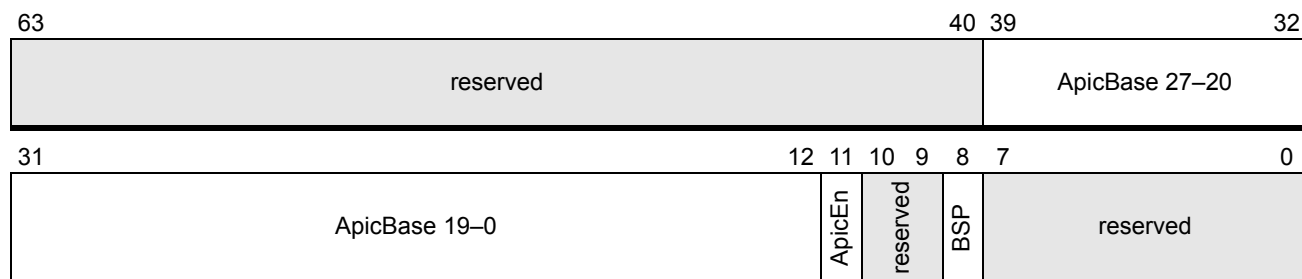 63 40 39 32
reserved ApicBase 27–20
31 12 11 10 9 8 7 0
ApicBase 19–0 ApicEn reserved BSP reserved